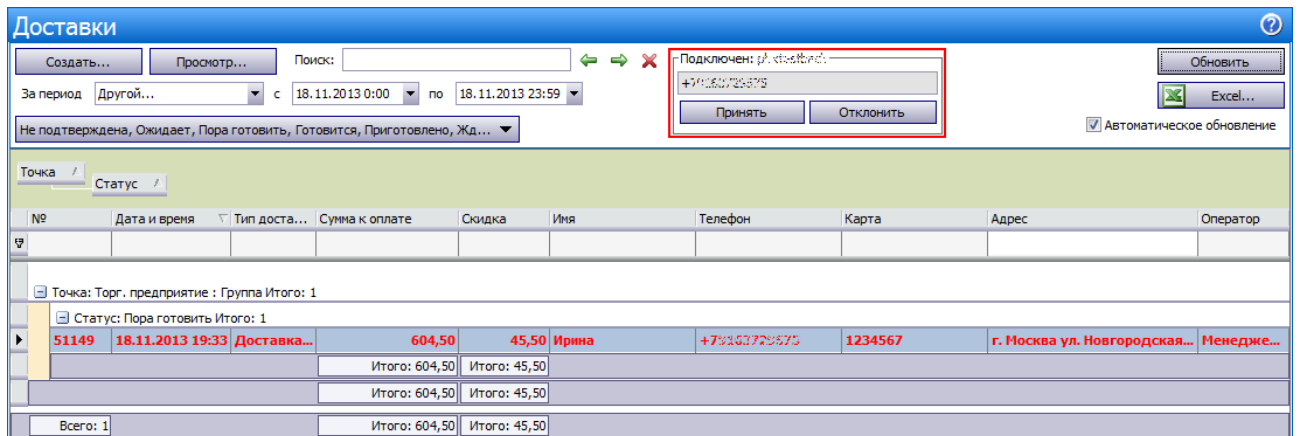 Доставки
Создать... Просмотр... Поиск:
Подключен:
Обновить
За период Другой... с 18.11.2013 0:00 по 18.11.2013 23:59
Принять Отклонить
Excel...
Не подтверждена, Ожидает, Пора готовить, Готовится, Приготовлено, Жд...
Автоматическое обновление
Точка
Статус
№ Дата и время Тип доста... Сумма к оплате Скидка Имя Телефон Карта Адрес Оператор
Точка: Торг. предприятие : Группа Итого: 1
Статус: Пора готовить Итого: 1
51149 18.11.2013 19:33 Доставка... 604,50 45,50 Ирина 1234567 г. Москва ул. Новгородская... Менедже...
Итого: 604,50 Итого: 45,50
Итого: 604,50 Итого: 45,50
Всего: 1 Итого: 604,50 Итого: 45,50